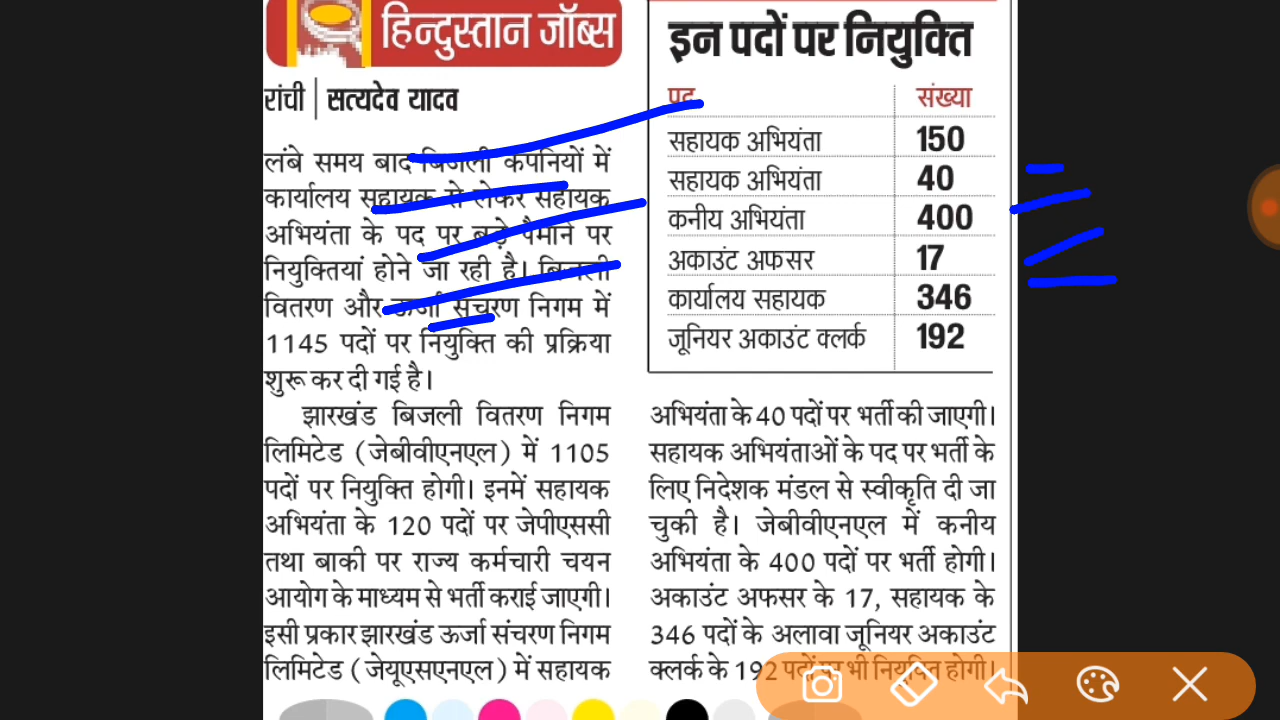 हिन्दुस्तान जॉब्स
रांची | सत्यदेव यादव
लंबे समय बाद बिजली कंपनियों में
कार्यालय सहायक से लेकर सहायक
अभियंता के पद पर बड़े पैमाने पर
नियुक्तियां होने जा रही है। बिजली
वितरण और ऊर्जा संचरण निगम में
1145 पदों पर नियुक्ति की प्रक्रिया
शुरू कर दी गई है।
झारखंड बिजली वितरण निगम
लिमिटेड (जेबीवीएनएल) में 1105
पदों पर नियुक्ति होगी। इनमें सहायक
अभियंता के 120 पदों पर जेपीएससी
तथा बाकी पर राज्य कर्मचारी चयन
आयोग के माध्यम से भर्ती कराई जाएगी।
इसी प्रकार झारखंड ऊर्जा संचरण निगम
लिमिटेड (जेयूएसएनएल) में सहायक
इन पदों पर नियुक्ति
पद संख्या
सहायक अभियंता 150
सहायक अभियंता 40
कनीय अभियंता 400
अकाउंट अफसर 17
कार्यालय सहायक 346
जूनियर अकाउंट क्लर्क 192
अभियंता के 40 पदों पर भर्ती की जाएगी।
सहायक अभियंताओं के पद पर भर्ती के
लिए निदेशक मंडल से स्वीकृति दी जा
चुकी है। जेबीवीएनएल में कनीय
अभियंता के 400 पदों पर भर्ती होगी।
अकाउंट अफसर के 17, सहायक के
346 पदों के अलावा जूनियर अकाउंट
क्लर्क के 192 पदों पर भी नियुक्ति होगी।